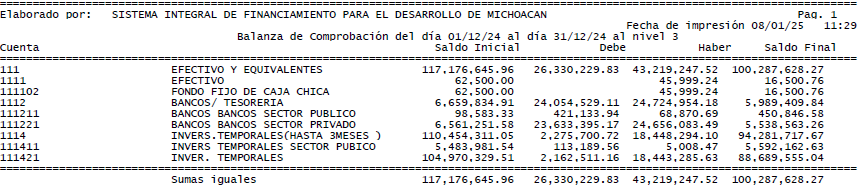 Elaborado por: SISTEMA INTEGRAL DE FINANCIAMIENTO PARA EL DESARROLLO DE MICHOACAN Pag. 1
Fecha de impresión 08/01/25 11:29
Balanza de Comprobación del día 01/12/24 al día 31/12/24 al nivel 3
Cuenta Saldo Inicial Debe Haber Saldo Final
111 EFECTIVO Y EQUIVALENTES 117,176,645.96 26,330,229.83 43,219,247.52 100,287,628.27
1111 EFECTIVO 62,500.00 45,999.24 16,500.76
111102 FONDO FIJO DE CAJA CHICA 62,500.00 45,999.24 16,500.76
1112 BANCOS/ TESORERIA 6,659,834.91 24,054,529.11 24,724,954.18 5,989,409.84
111211 BANCOS BANCOS SECTOR PUBLICO 98,583.33 421,133.94 68,870.69 450,846.58
111221 BANCOS BANCOS SECTOR PRIVADO 6,561,251.58 23,633,395.17 24,656,083.49 5,538,563.26
1114 INVERS.TEMPORALES(HASTA 3MESES ) 110,454,311.05 2,275,700.72 18,448,294.10 94,281,717.67
111411 INVERS TEMPORALES SECTOR PUBICO 5,483,981.54 113,189.56 5,008.47 5,592,162.63
111421 INVER. TEMPORALES 104,970,329.51 2,162,511.16 18,443,285.63 88,689,555.04
Sumas iguales 117,176,645.96 26,330,229.83 43,219,247.52 100,287,628.27